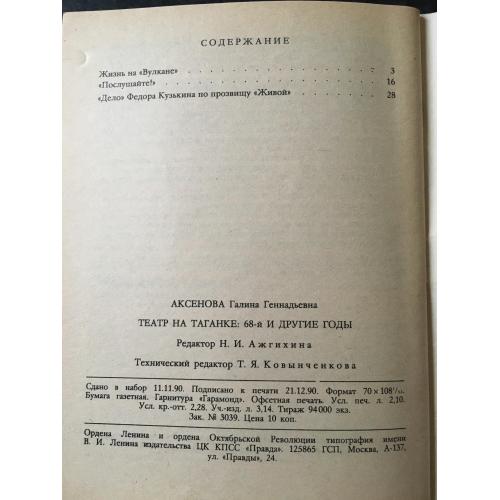 СОДЕРЖАНИЕ
Жизнь на «Вулкане» . . . . . . . . . . . . . . . 3
«Послушайте!» . . . . . . . . . . . . . . . . . 16
«Дело» Федора Кузькина по прозвищу «Живой» . . . . . . . 28
АКСЕНОВА Галина Геннадьевна
ТЕАТР НА ТАГАНКЕ: 68-й И ДРУГИЕ ГОДЫ
Редактор Н. И. Ажгихина
Технический редактор Т. Я. Ковынченкова
Сдано в набор 11.11.90. Подписано к печати 21.12.90. Формат 70×108¹/₃₂.
Бумага газетная. Гарнитура «Гарамонд». Офсетная печать. Усл. печ. л. 2,10.
Усл. кр.-отт. 2,28. Уч.-изд. л. 3,14. Тираж 94 000 экз.
Зак. № 3039. Цена 10 коп.
Ордена Ленина и ордена Октябрьской Революции типография имени
В. И. Ленина издательства ЦК КПСС «Правда». 125865 ГСП, Москва, А-137,
ул. «Правды», 24.